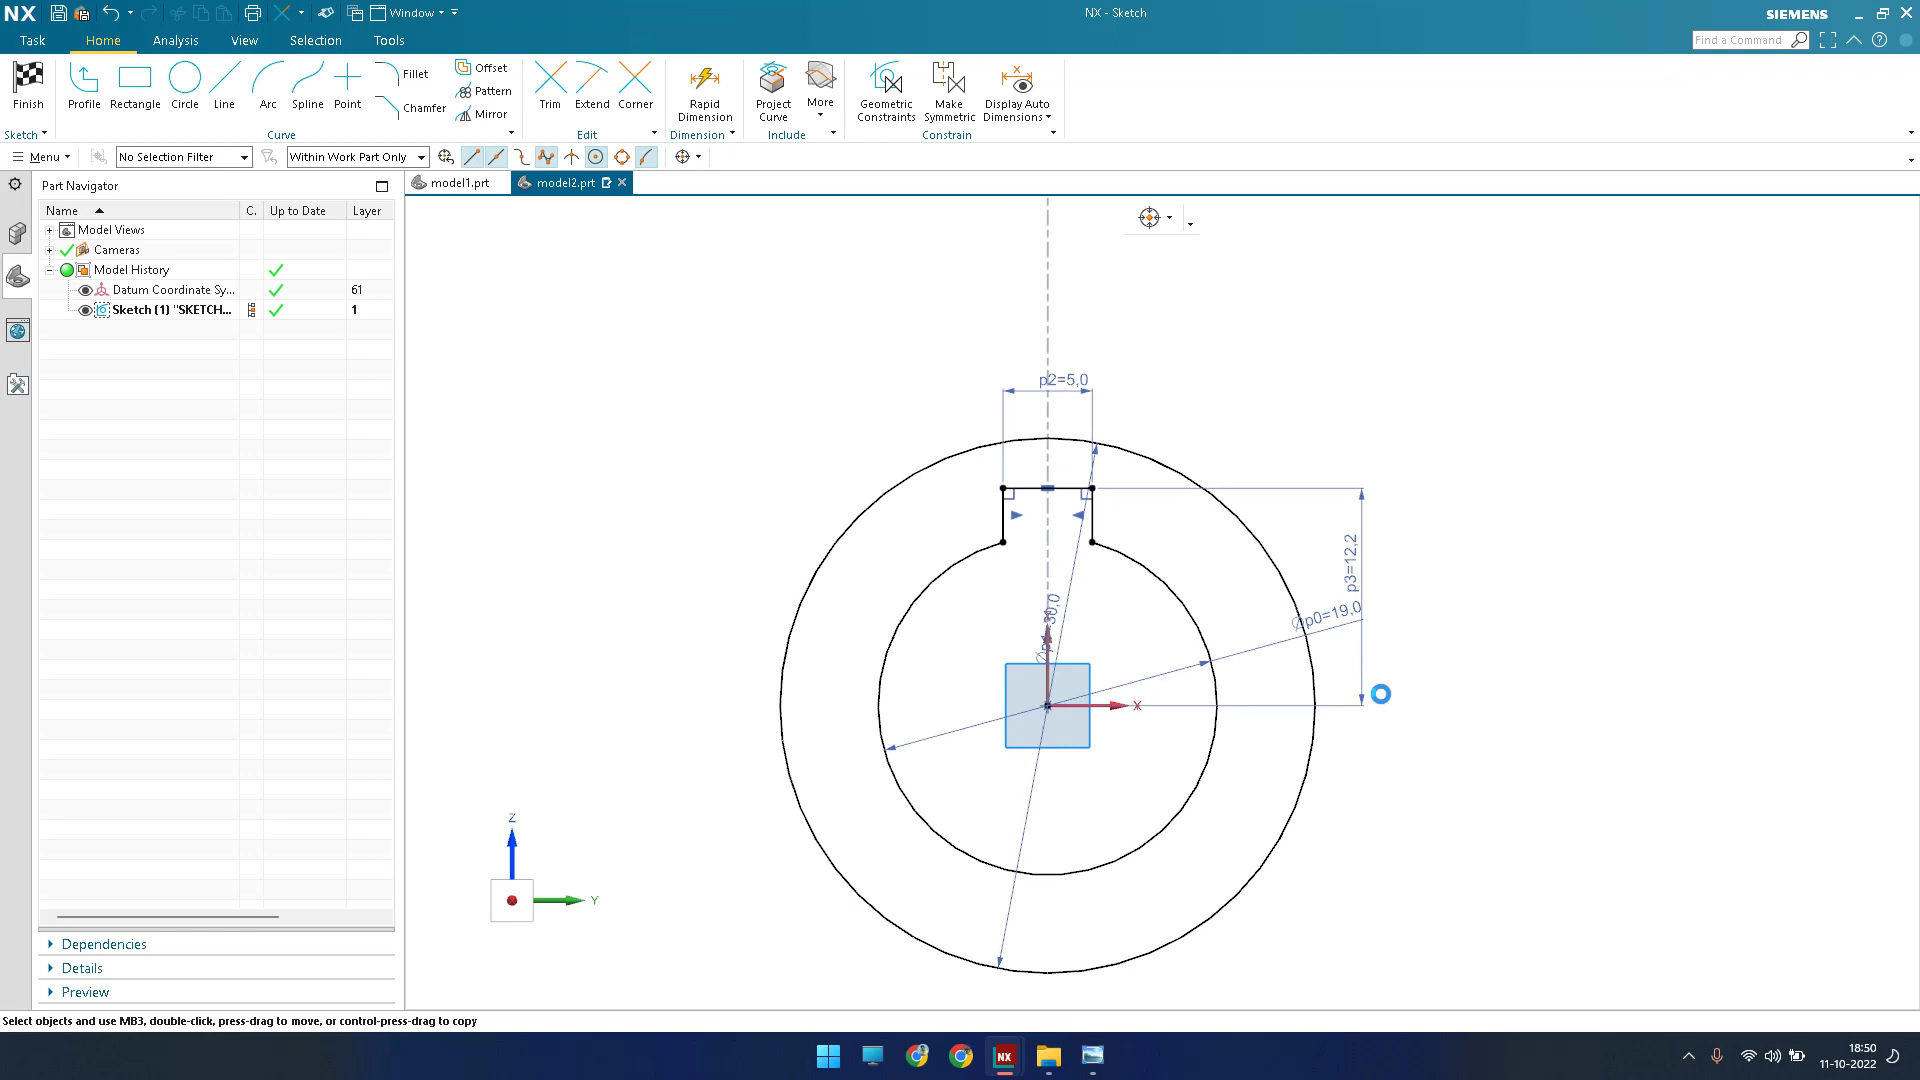 NX Window NX - Sketch SIEMENS
Task Home Analysis View Selection Tools Find a Command
Finish Profile Rectangle Circle Line Arc Spline Point Fillet Chamfer Offset Pattern Mirror Trim Extend Corner Rapid Dimension Project Curve More Geometric Constraints Make Symmetric Display Auto Dimensions
Sketch Curve Edit Dimension Include Constrain
Menu No Selection Filter Within Work Part Only
Part Navigator model1.prt model2.prt
Name C. Up to Date Layer
Model Views
Cameras
Model History
Datum Coordinate Sy... 61
Sketch (1) "SKETCH... 1
p2=5,0
p3=12,2
∅p0=19,0
X
Z
Y
Dependencies
Details
Preview
Select objects and use MB3, double-click, press-drag to move, or control-press-drag to copy
NX
18:50
11-10-2022